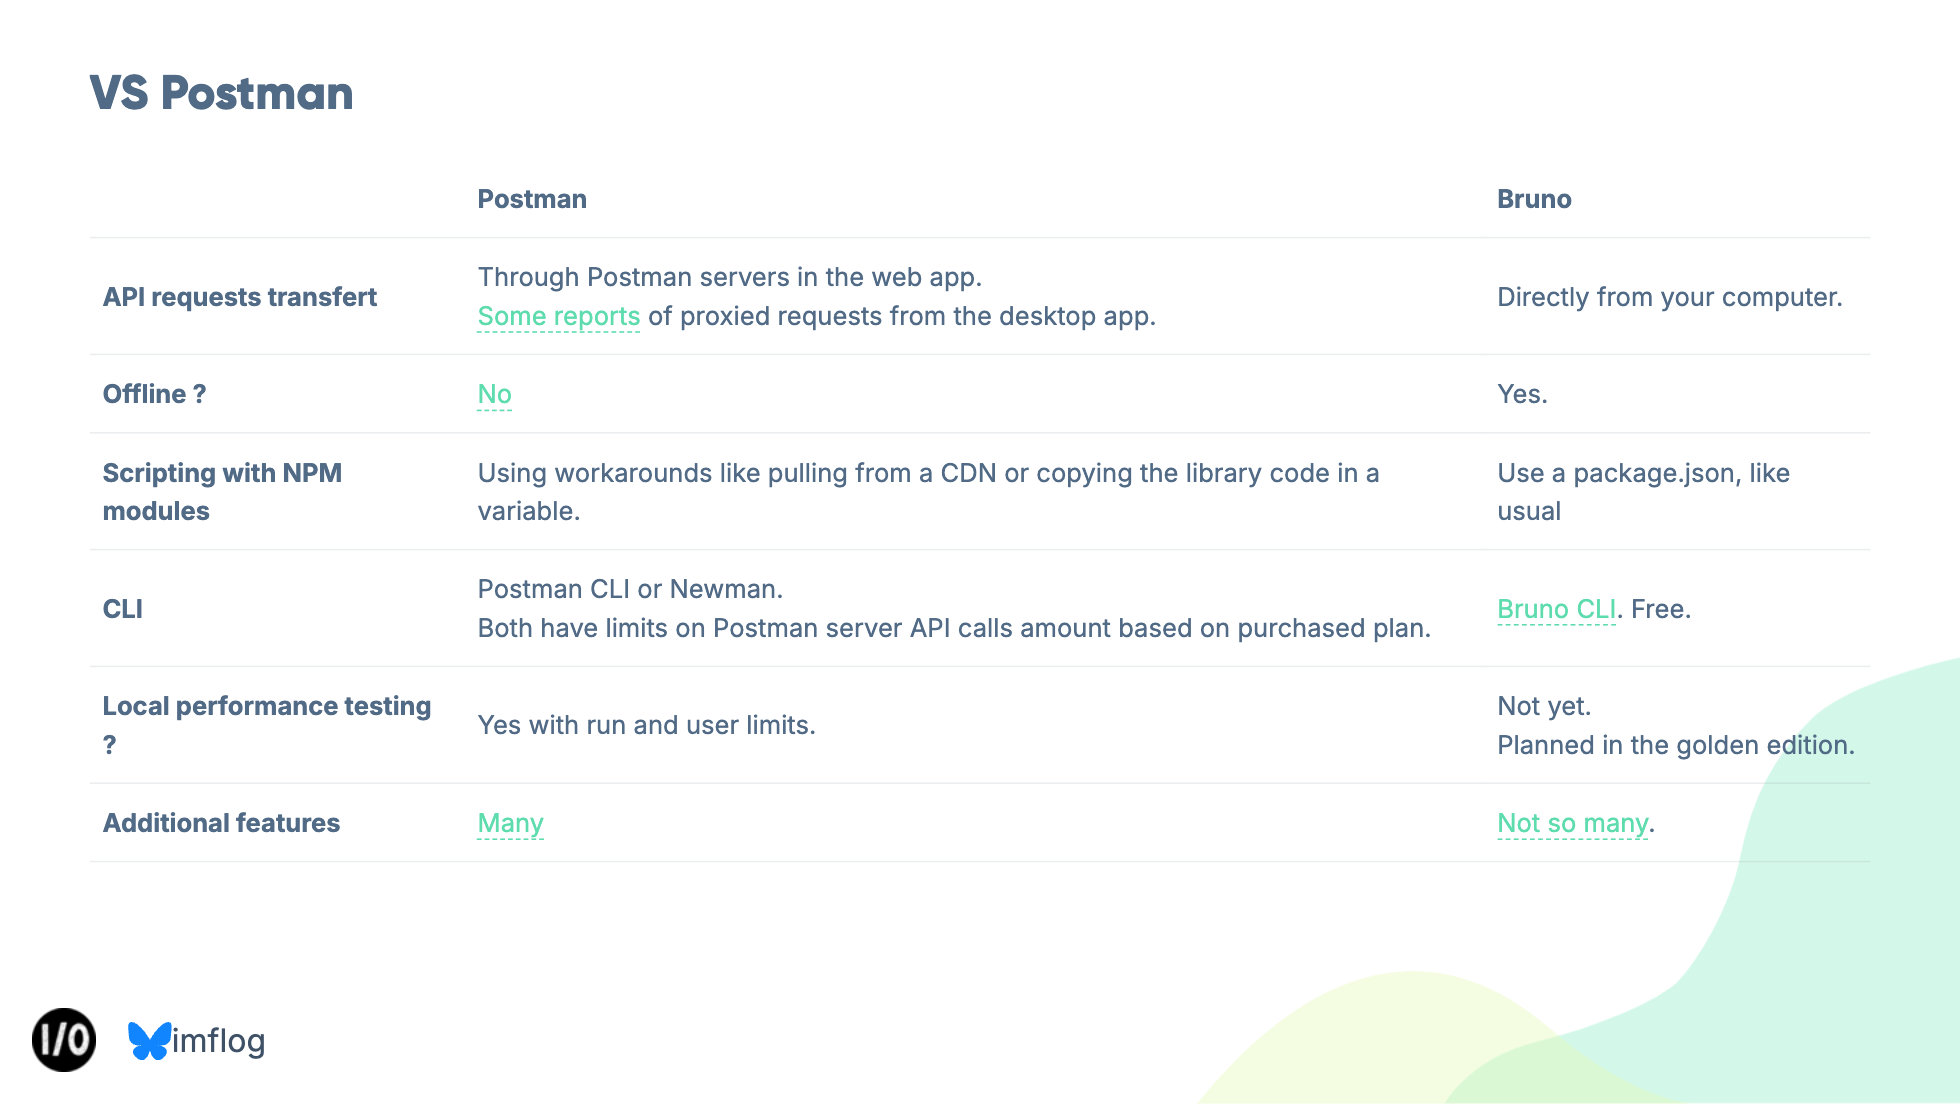 VS Postman
Postman
Bruno
API requests transfert
Through Postman servers in the web app.
Some reports of proxied requests from the desktop app.
Directly from your computer.
Offline ?
No
Yes.
Scripting with NPM
modules
Using workarounds like pulling from a CDN or copying the library code in a
variable.
Use a package.json, like
usual
CLI
Postman CLI or Newman.
Both have limits on Postman server API calls amount based on purchased plan.
Bruno CLI. Free.
Local performance testing
?
Yes with run and user limits.
Not yet.
Planned in the golden edition.
Additional features
Many
Not so many.
I/O
imflog